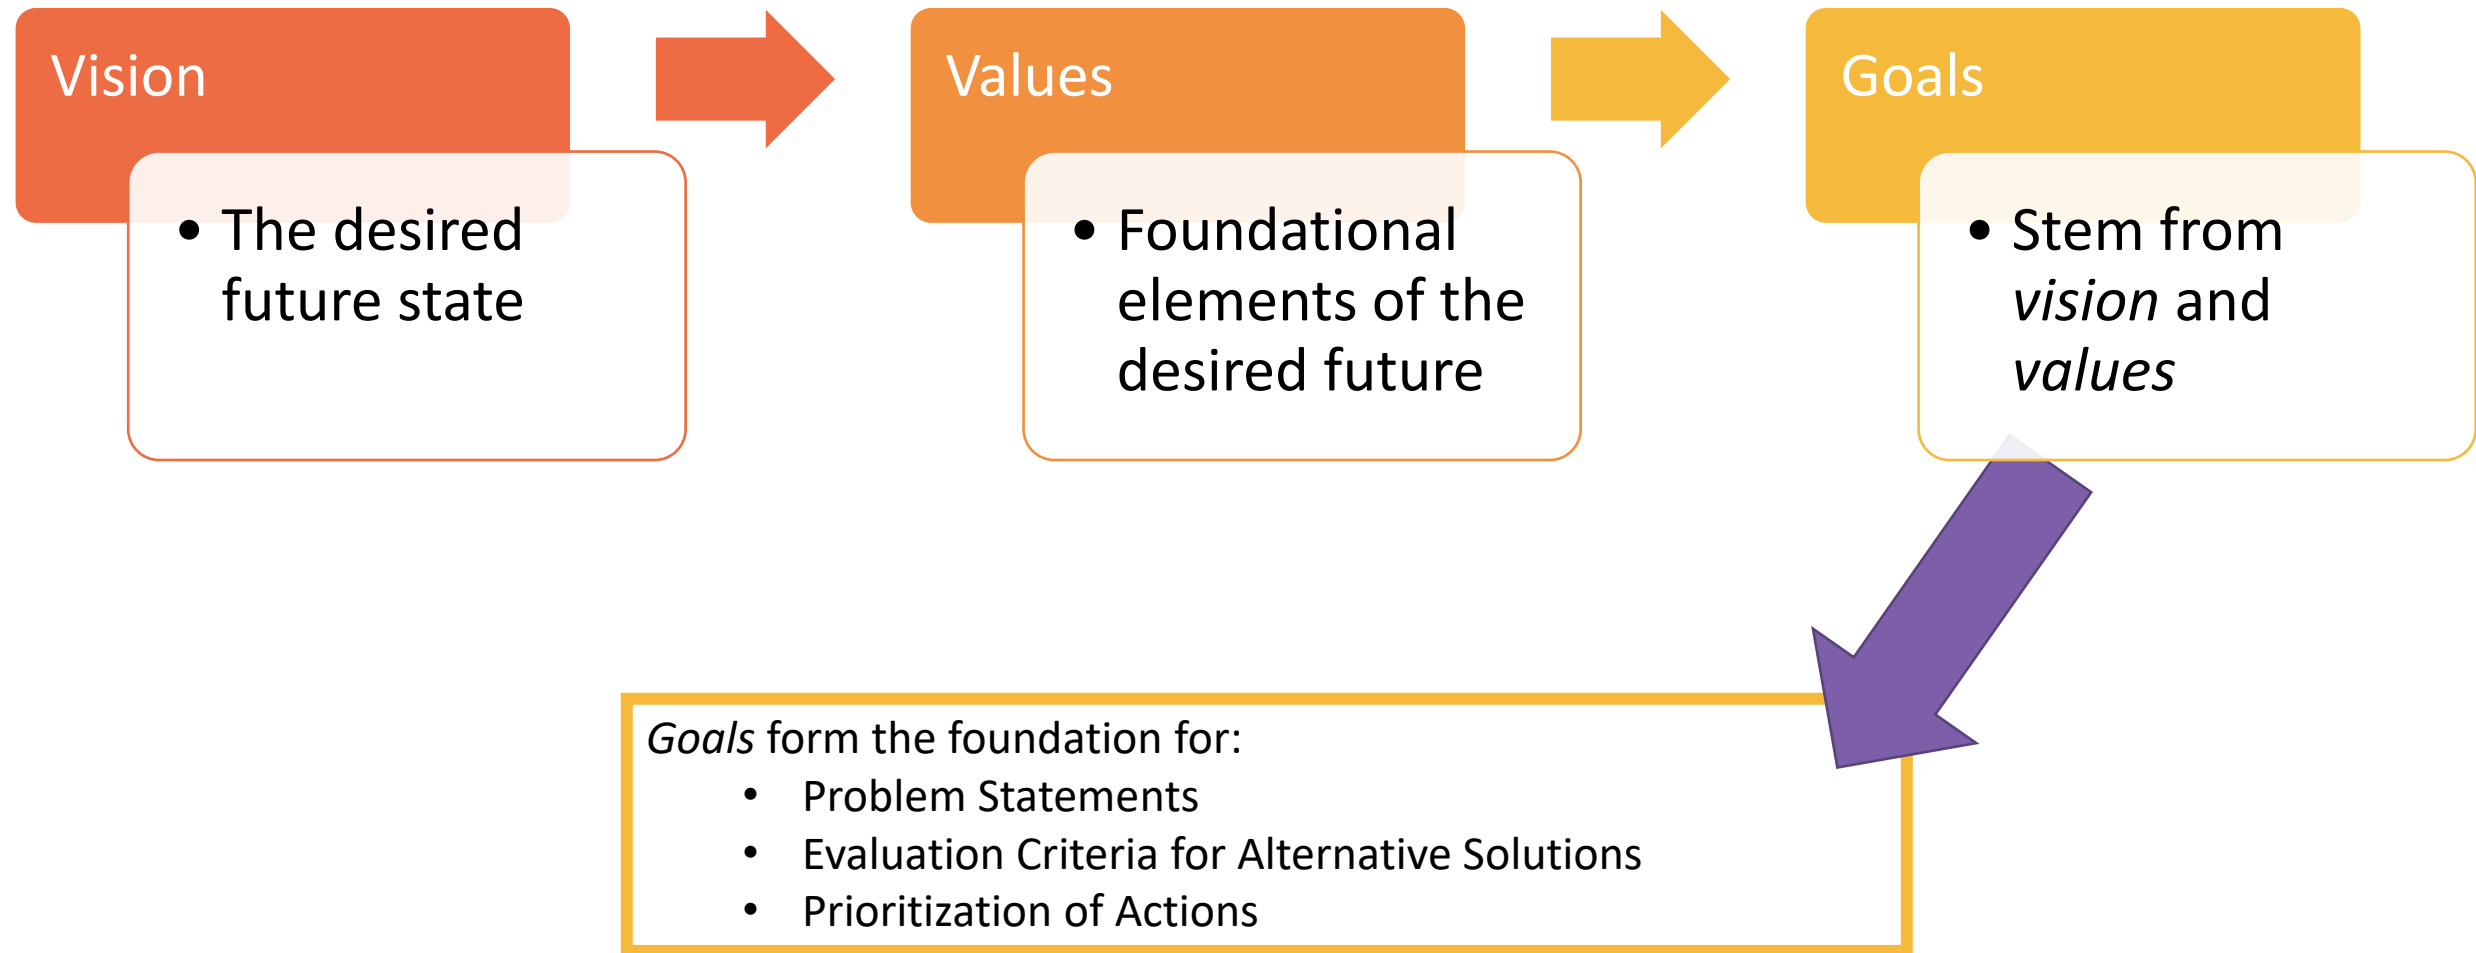 Vision
• The desired
future state
Values
• Foundational
elements of the
desired future
Goals
• Stem from
vision and
values
Goals form the foundation for:
• Problem Statements
• Evaluation Criteria for Alternative Solutions
• Prioritization of Actions